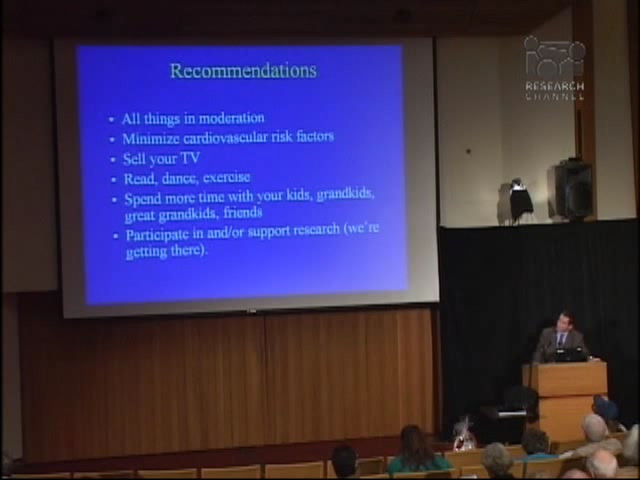 RESEARCH
CHANNEL
Recommendations
• All things in moderation
• Minimize cardiovascular risk factors
• Sell your TV
• Read, dance, exercise
• Spend more time with your kids, grandkids,
great grandkids, friends
• Participate in and/or support research (we're
getting there).